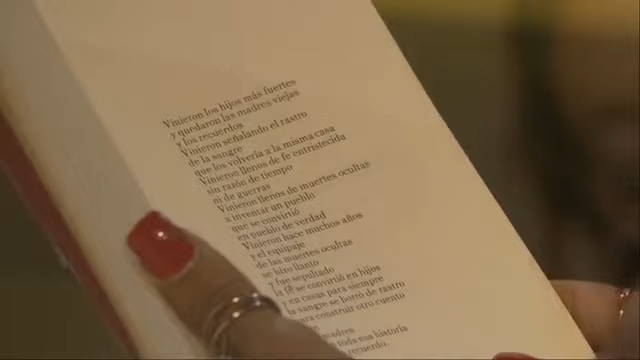 Vinieron los hijos más fuertes
y quedaron las madres viejas
y los recuerdos
Vinieron señalando el rastro
de la sangre
que los volvería a la misma casa
Vinieron llenos de fe entristecida
sin razón de tiempo
ni de guerras
Vinieron llenos de muertes ocultas
a inventar un pueblo
que se convirtió
en pueblo de verdad
Vinieron hace muchos años
y el equipaje
de las muertes ocultas
se hizo llanto
y fue sepultado
La fe se convirtió en hijos
y en casas para siempre
la sangre se borró de rastro
para construir otro cuento
madres
toda esa historia
recuerdo.